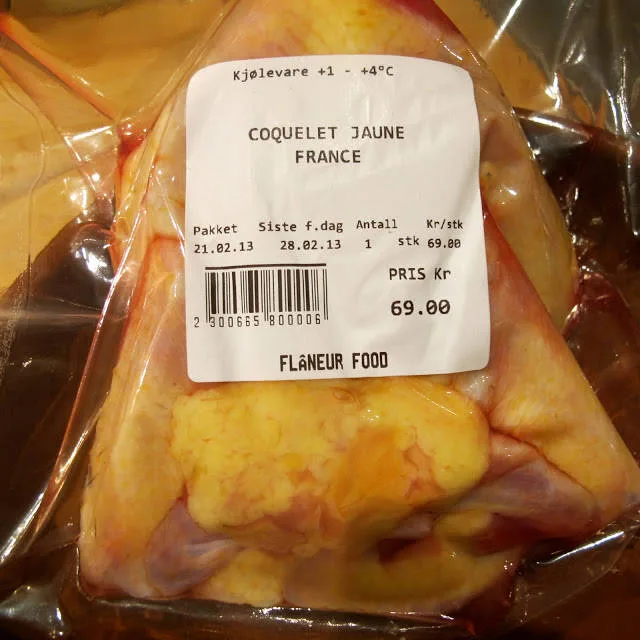 Kjølevare +1 - +4°C
COQUELET JAUNE
FRANCE
Pakket Siste f.dag Antall Kr/stk
21.02.13 28.02.13 1 stk 69.00
PRIS Kr
69.00
2 300665 800006
FLÂNEUR FOOD